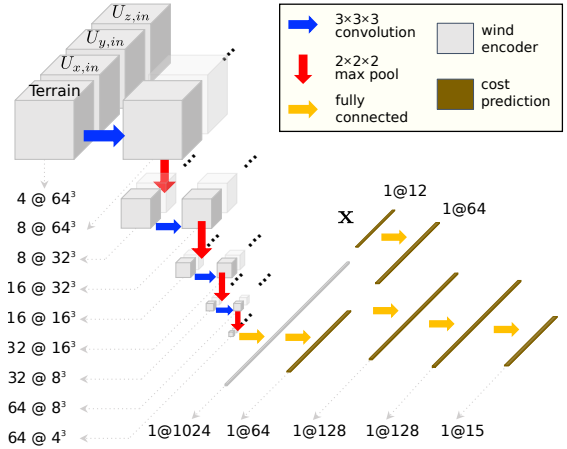 U_{z,in}
U_{y,in}
U_{x,in}
Terrain
3×3×3
convolution
2×2×2
max pool
fully
connected
wind
encoder
cost
prediction
4 @ 64³
8 @ 64³
8 @ 32³
16 @ 32³
16 @ 16³
32 @ 16³
32 @ 8³
64 @ 8³
64 @ 4³
x
1@12
1@64
1@1024
1@64
1@128
1@128
1@15